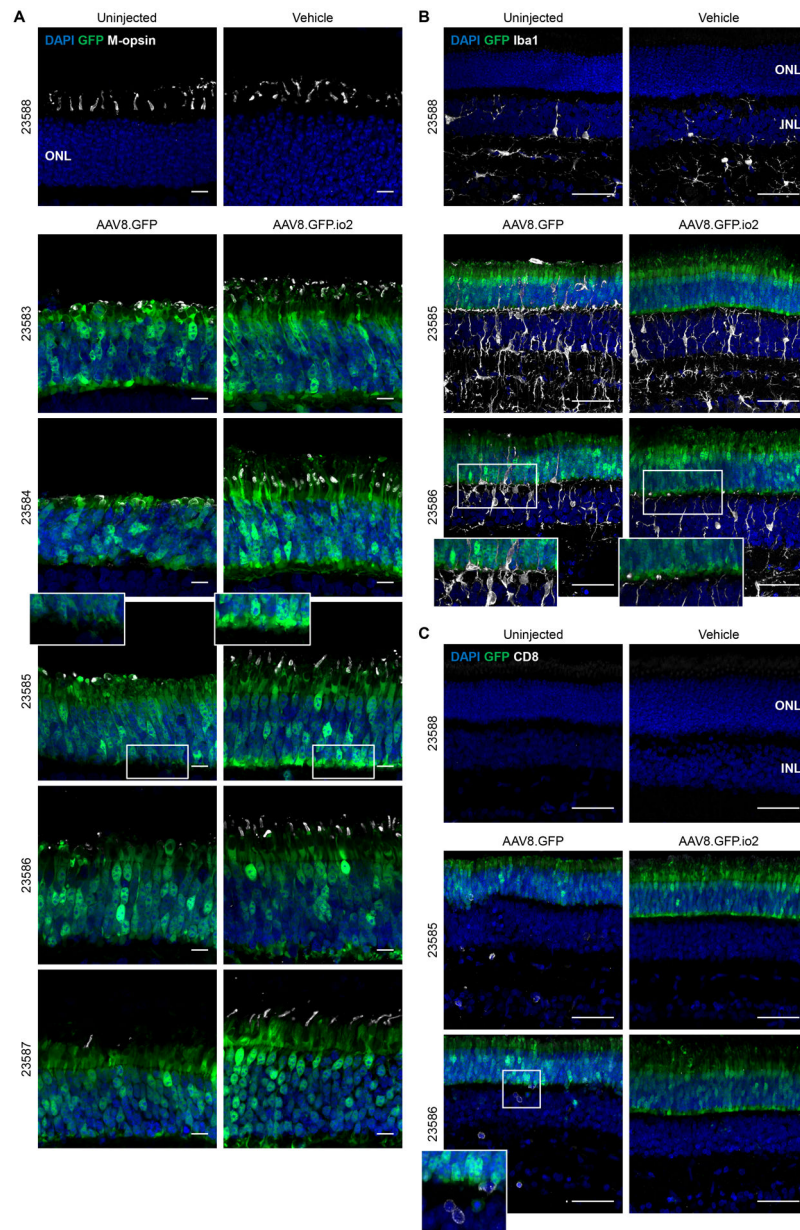 A
Uninjected
Vehicle
DAPI GFP M-opsin
23588
ONL
AAV8.GFP
AAV8.GFP.io2
23583
23584
23585
23586
23587
B
Uninjected
Vehicle
DAPI GFP Iba1
ONL
23588
INL
AAV8.GFP
AAV8.GFP.io2
23585
23586
C
Uninjected
Vehicle
DAPI GFP CD8
ONL
23588
INL
AAV8.GFP
AAV8.GFP.io2
23585
23586